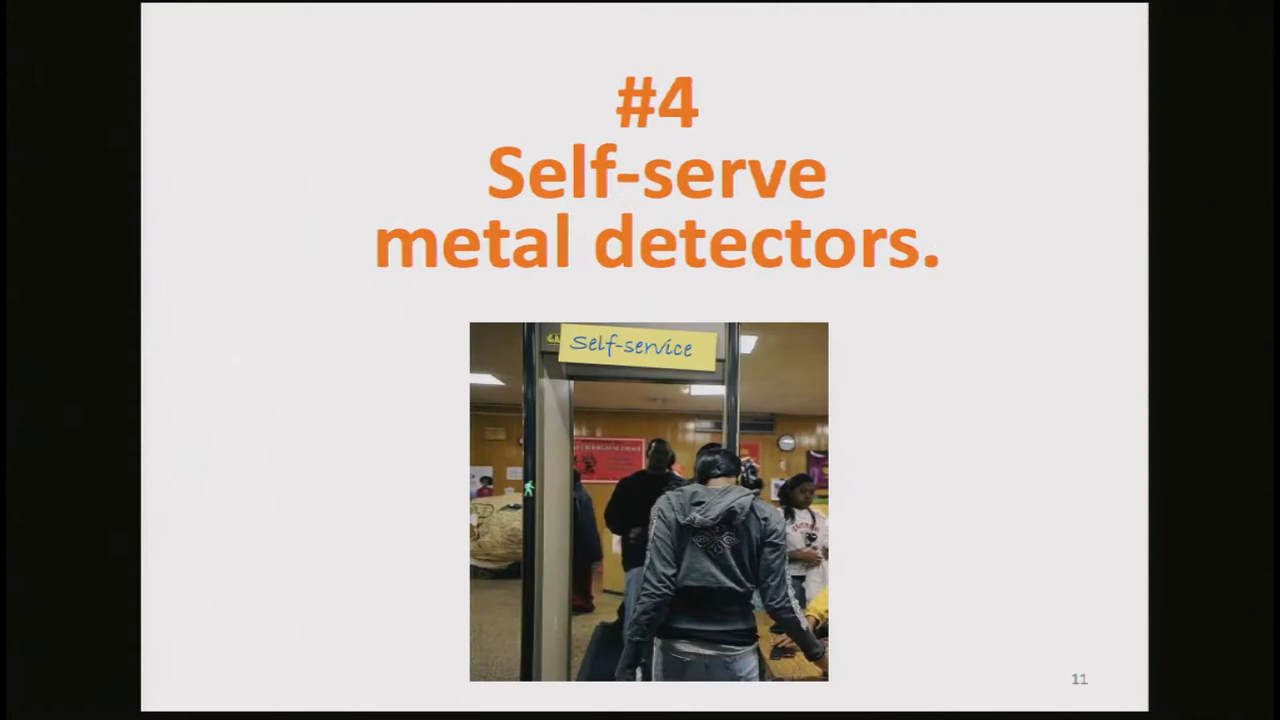 #4
Self-serve
metal detectors.
Self-service
11